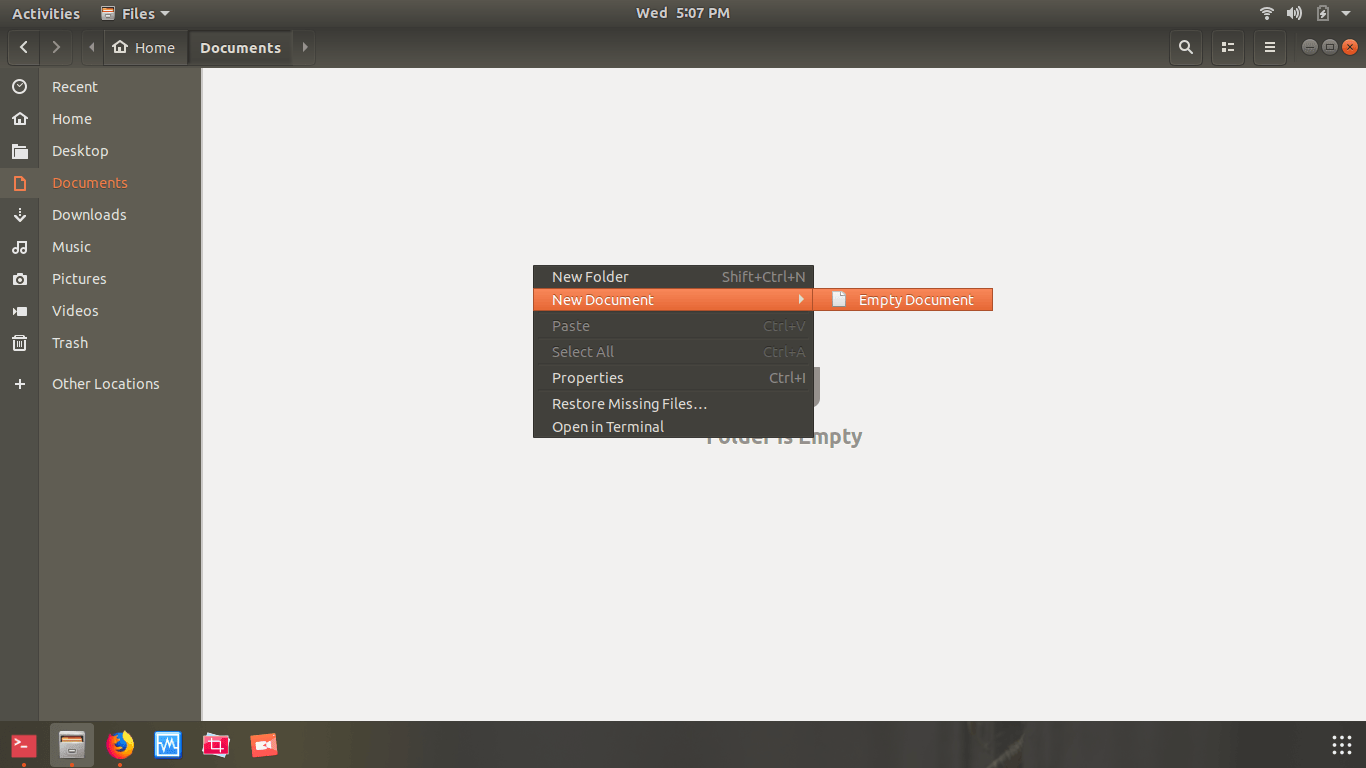 Activities Files Wed 5:07 PM
Home Documents
Recent
Home
Desktop
Documents
Downloads
Music
Pictures
Videos
Trash
Other Locations
New Folder Shift+Ctrl+N
New Document Empty Document
Paste Ctrl+V
Select All Ctrl+A
Properties Ctrl+I
Restore Missing Files…
Open in Terminal
Folder is Empty